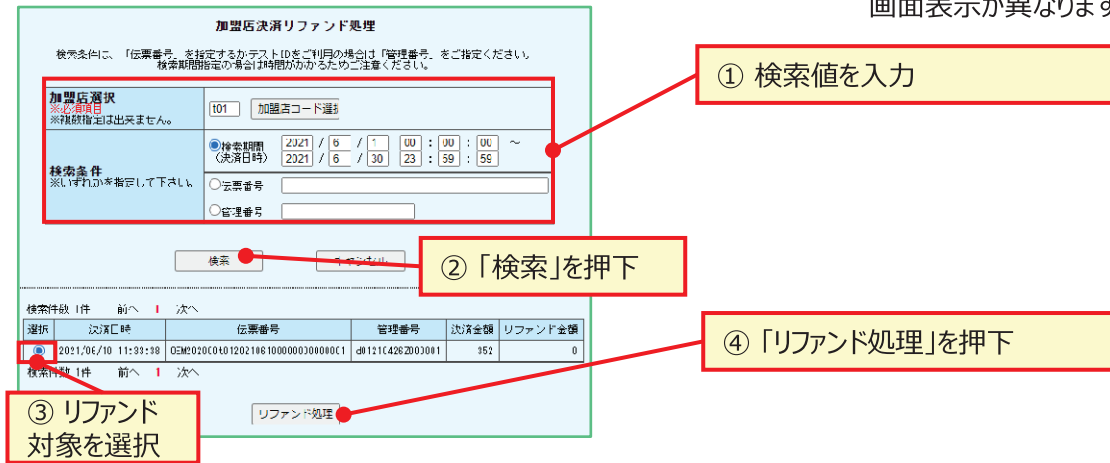 画面表示が異なります
加盟店決済リファンド処理
検索条件に、「伝票番号」を指定するかテストIDをご利用の場合は「管理番号」をご指定ください。
検索期間指定の場合は時間がかかるためご注意ください。
① 検索値を入力
加盟店選択
※必須項目
※複数指定は出来ません。
t01 加盟店コード選択
検索条件
※いずれかを指定して下さい
検索期間 2021 / 6 / 1 00 : 00 : 00 ～
(決済日時) 2021 / 6 / 30 23 : 59 : 59
伝票番号
管理番号
検索 キャンセル
② 「検索」を押下
検索件数 1件 前へ 1 次へ
選択 決済日時 伝票番号 管理番号 決済金額 リファンド金額
2021/06/10 11:33:38 352 0
検索件数 1件 前へ 1 次へ
④ 「リファンド処理」を押下
③ リファンド
対象を選択
リファンド処理